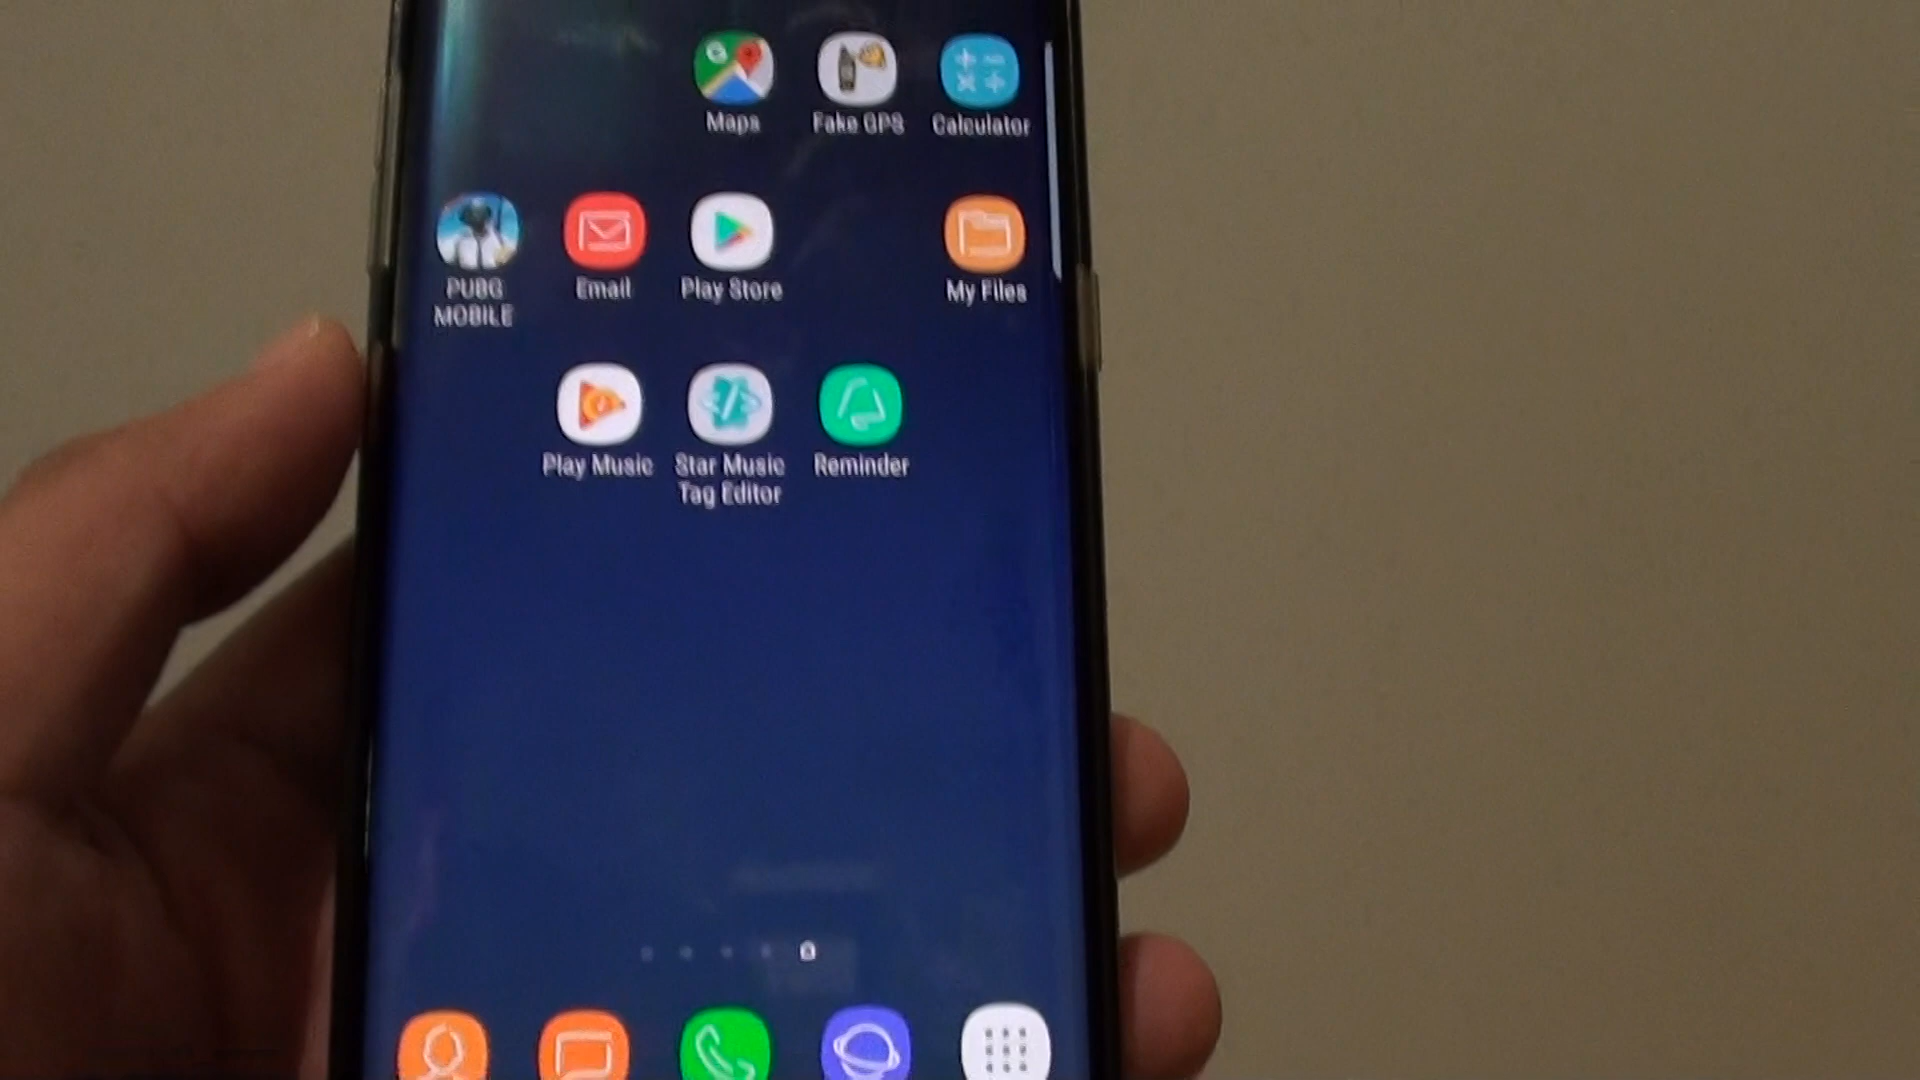 Maps
Fake GPS
Calculator
PUBG
MOBILE
Email
Play Store
My Files
Play Music
Star Music
Tag Editor
Reminder